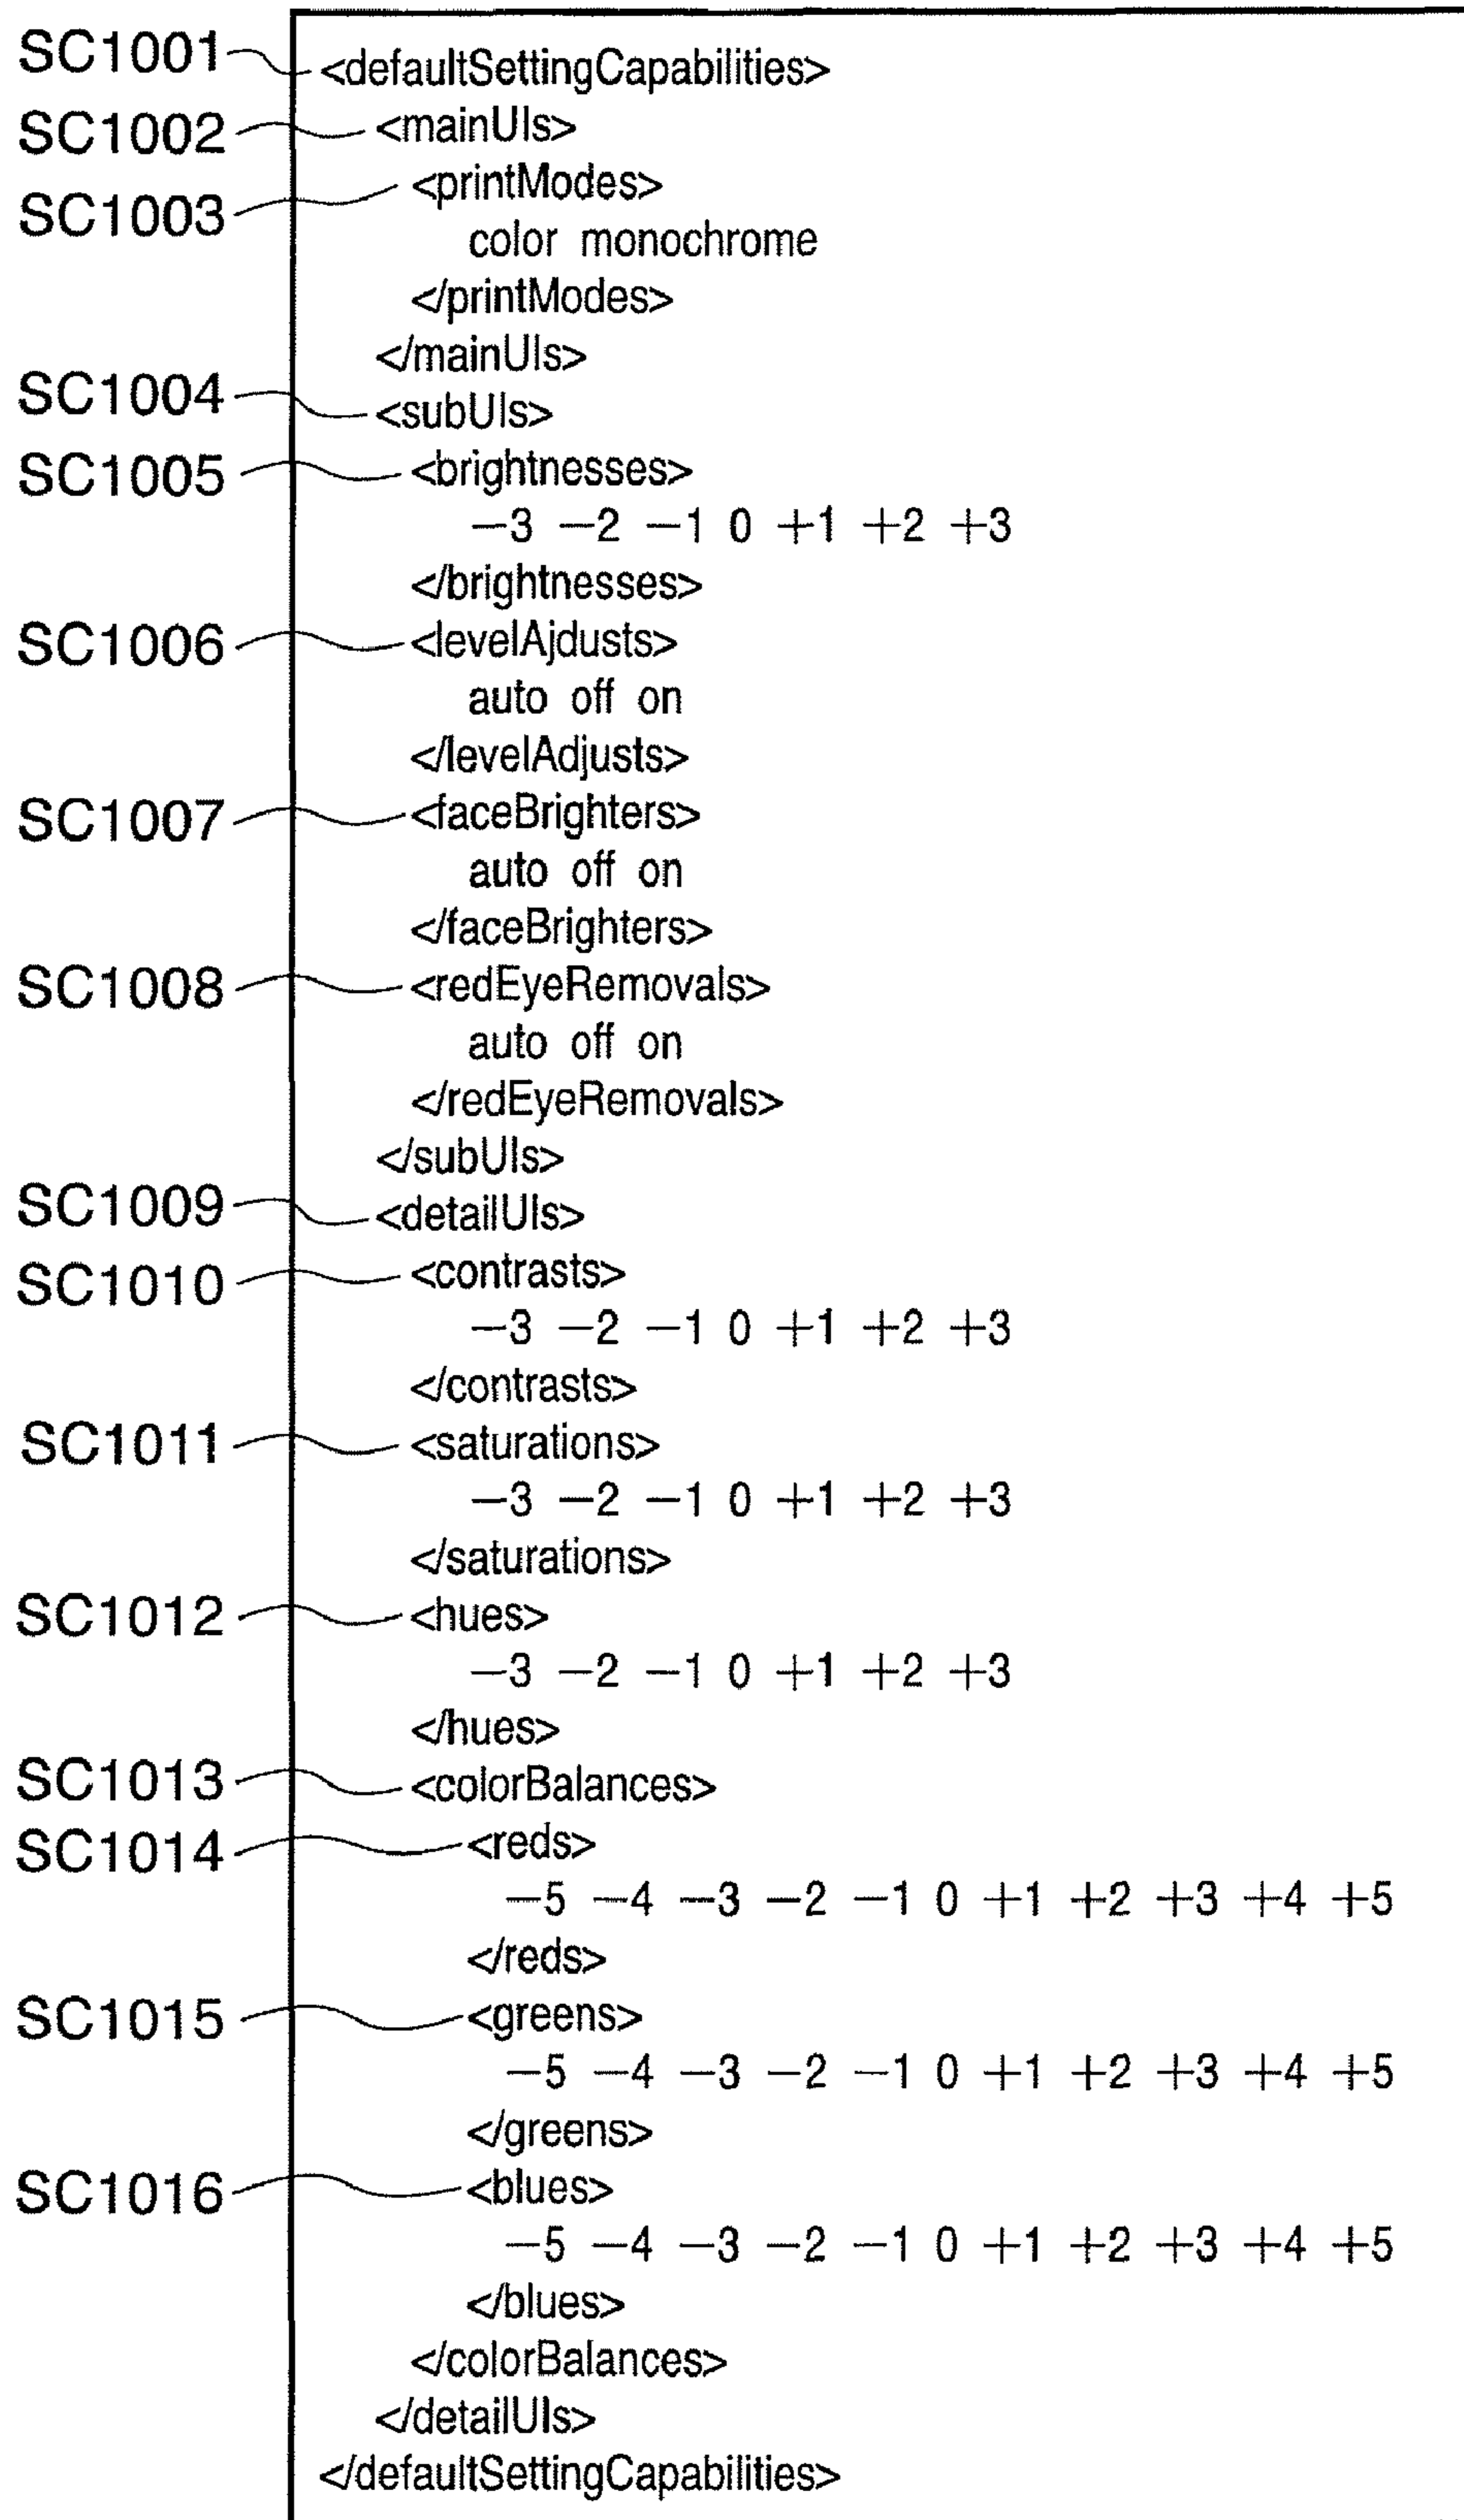 SC1001 <defaultSettingCapabilities>
SC1002 <mainUIs>
SC1003 <printModes>
color monochrome
</printModes>
</mainUIs>
SC1004 <subUIs>
SC1005 <brightnesses>
−3 −2 −1 0 +1 +2 +3
</brightnesses>
SC1006 <levelAjdusts>
auto off on
</levelAdjusts>
SC1007 <faceBrighters>
auto off on
</faceBrighters>
SC1008 <redEyeRemovals>
auto off on
</redEyeRemovals>
</subUIs>
SC1009 <detailUIs>
SC1010 <contrasts>
−3 −2 −1 0 +1 +2 +3
</contrasts>
SC1011 <saturations>
−3 −2 −1 0 +1 +2 +3
</saturations>
SC1012 <hues>
−3 −2 −1 0 +1 +2 +3
</hues>
SC1013 <colorBalances>
SC1014 <reds>
−5 −4 −3 −2 −1 0 +1 +2 +3 +4 +5
</reds>
SC1015 <greens>
−5 −4 −3 −2 −1 0 +1 +2 +3 +4 +5
</greens>
SC1016 <blues>
−5 −4 −3 −2 −1 0 +1 +2 +3 +4 +5
</blues>
</colorBalances>
</detailUIs>
</defaultSettingCapabilities>